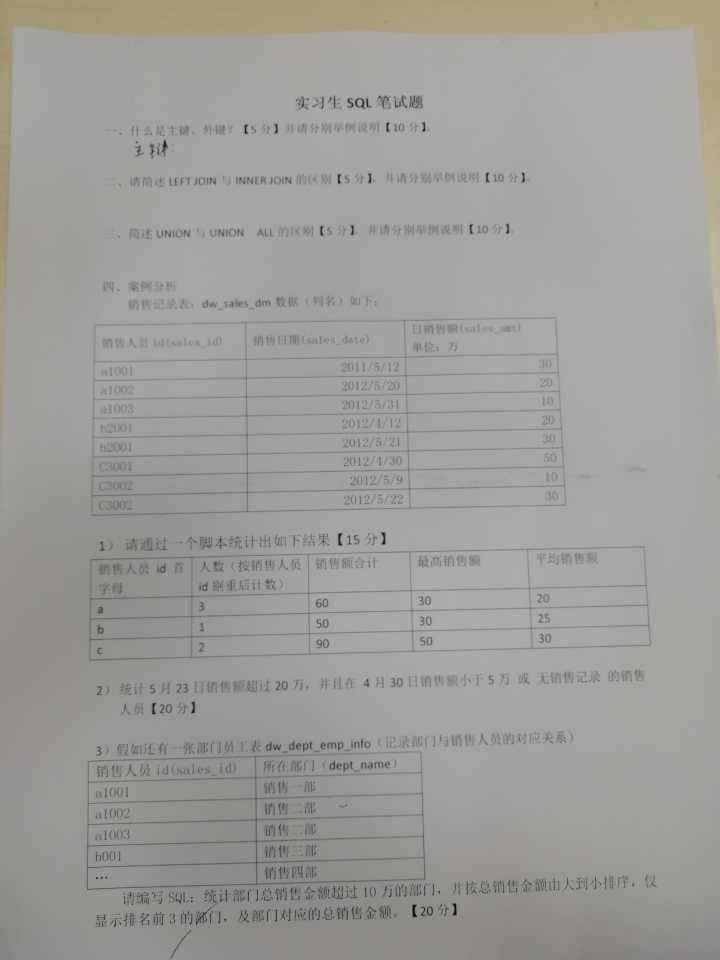 实习生 SQL 笔试题
一、什么是主键、外键？【5 分】并请分别举例说明【10 分】。
主键:
二、请简述 LEFT JOIN 与 INNER JOIN 的区别【5 分】，并请分别举例说明【10 分】。
三、简述 UNION 与 UNION ALL 的区别【5 分】，并请分别举例说明【10 分】。
四、案例分析
销售记录表：dw_sales_dm 数据（列名）如下：
销售人员 id(sales_id) 销售日期(sales_date) 日销售额(sales_amt)
单位：万
a1001 2011/5/12 30
a1002 2012/5/20 20
a1003 2012/5/31 10
b2001 2012/4/12 20
b2001 2012/5/21 30
C3001 2012/4/30 50
C3002 2012/5/9 10
C3002 2012/5/22 30
1） 请通过一个脚本统计出如下结果【15 分】
销售人员 id 首 人数（按销售人员 销售额合计 最高销售额 平均销售额
字母 id 剔重后计数）
a 3 60 30 20
b 1 50 30 25
c 2 90 50 30
2） 统计 5 月 23 日销售额超过 20 万，并且在 4 月 30 日销售额小于 5 万 或 无销售记录 的销售
人员【20 分】
3）假如还有一张部门员工表 dw_dept_emp_info（记录部门与销售人员的对应关系）
销售人员 id(sales_id) 所在部门（dept_name）
a1001 销售一部
a1002 销售二部
a1003 销售二部
b001 销售三部
... 销售四部
请编写 SQL：统计部门总销售金额超过 10 万的部门，并按总销售金额由大到小排序，仅
显示排名前 3 的部门，及部门对应的总销售金额。【20 分】